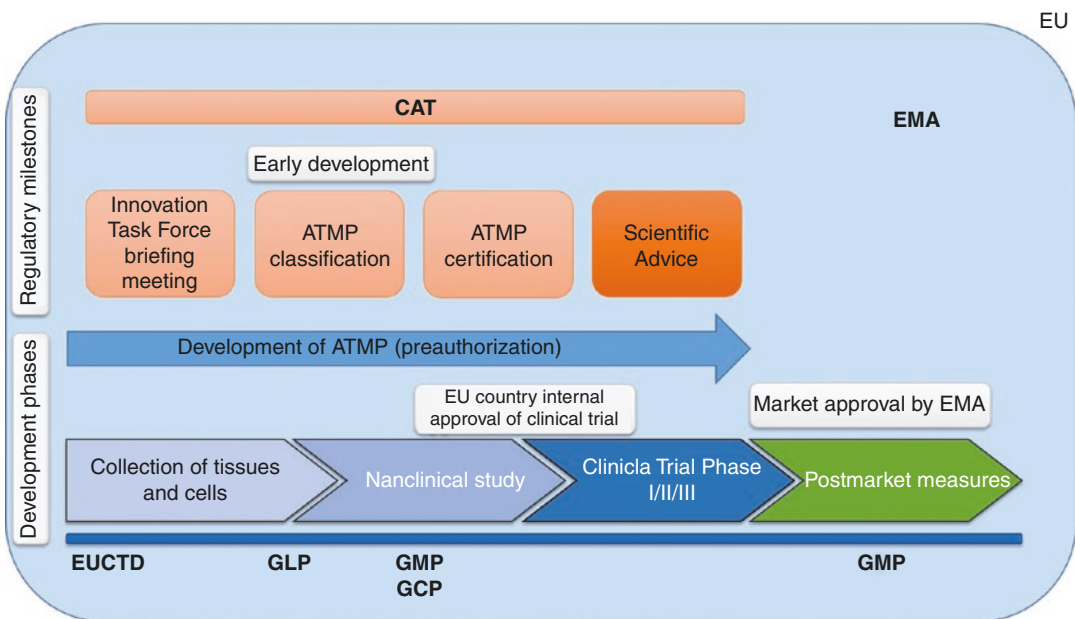 EU
Regulatory milestones
CAT
EMA
Early development
Innovation
Task Force
briefing
meeting
ATMP
classification
ATMP
certification
Scientific
Advice
Development phases
Development of ATMP (preauthorization)
EU country internal
approval of clinical trial
Market approval by EMA
Collection of tissues
and cells
Nanclinical study
Clinicla Trial Phase
I/II/III
Postmarket measures
EUCTD
GLP
GMP
GCP
GMP